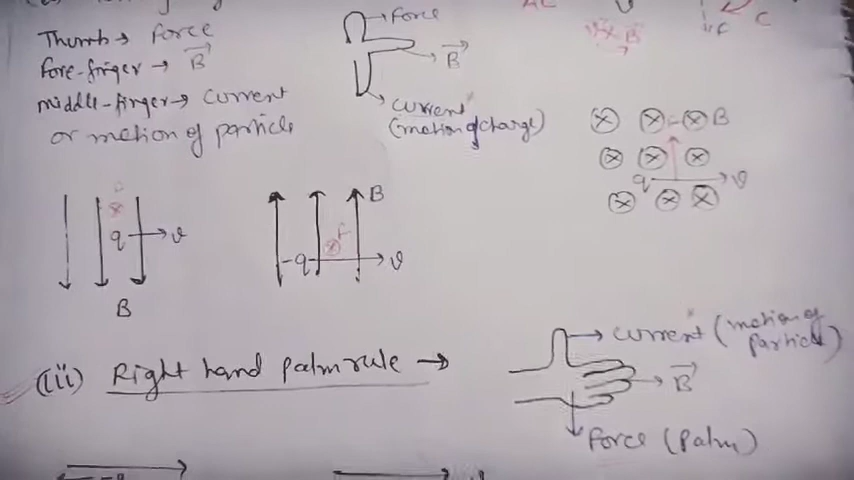 Thumb → force
Fore-finger → B
middle-finger → current
or motion of particle
Force
B
current
(motion of charge)
B
q
v
q
v
B
B
F
-q
v
(iii) Right hand palm rule →
current (motion of
particle)
B
Force (palm)